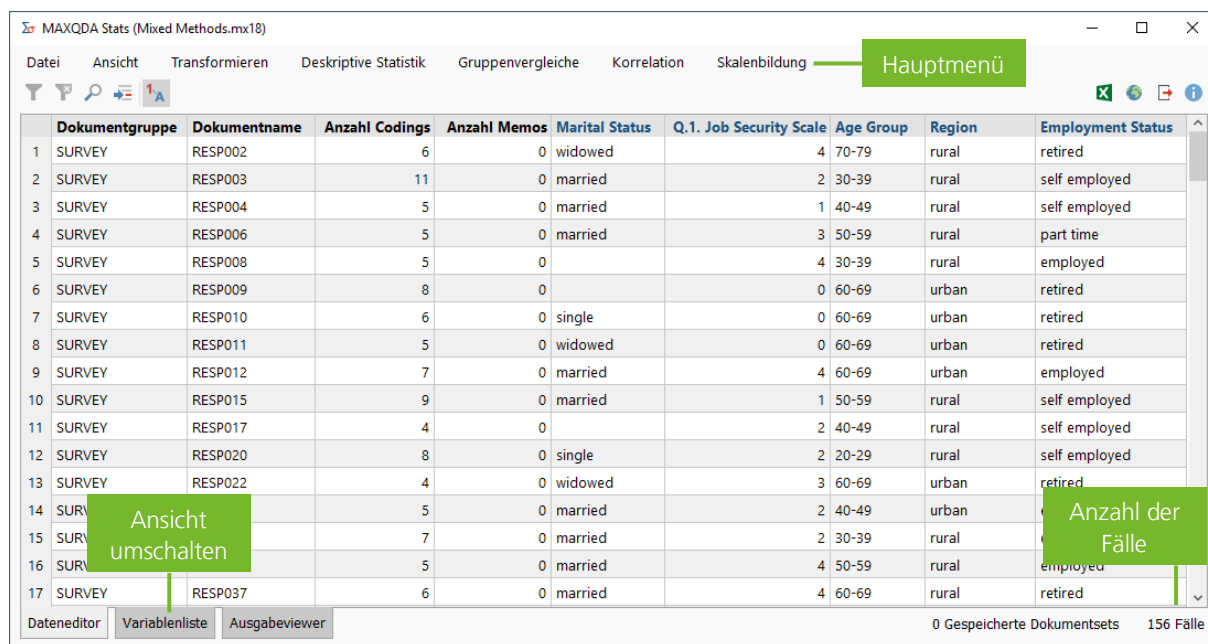 Σσ MAXQDA Stats (Mixed Methods.mx18)
Datei Ansicht Transformieren Deskriptive Statistik Gruppenvergleiche Korrelation Skalenbildung Hauptmenü
Dokumentgruppe Dokumentname Anzahl Codings Anzahl Memos Marital Status Q.1. Job Security Scale Age Group Region Employment Status
1 SURVEY RESP002 6 0 widowed 4 70-79 rural retired
2 SURVEY RESP003 11 0 married 2 30-39 rural self employed
3 SURVEY RESP004 5 0 married 1 40-49 rural self employed
4 SURVEY RESP006 5 0 married 3 50-59 rural part time
5 SURVEY RESP008 5 0 4 30-39 rural employed
6 SURVEY RESP009 8 0 0 60-69 urban retired
7 SURVEY RESP010 6 0 single 0 60-69 urban retired
8 SURVEY RESP011 5 0 widowed 0 60-69 urban retired
9 SURVEY RESP012 7 0 married 4 60-69 urban employed
10 SURVEY RESP015 9 0 married 1 50-59 rural self employed
11 SURVEY RESP017 4 0 2 40-49 rural self employed
12 SURVEY RESP020 8 0 single 2 20-29 rural self employed
13 SURVEY RESP022 4 0 widowed 3 60-69 urban retired
14 5 0 married 2 40-49 urban
15 7 0 married 2 30-39 rural
16 5 0 married 4 50-59 rural employed
17 SURVEY RESP037 6 0 married 4 60-69 rural retired
Ansicht
umschalten
Anzahl der
Fälle
Dateneditor Variablenliste Ausgabeviewer 0 Gespeicherte Dokumentsets 156 Fälle